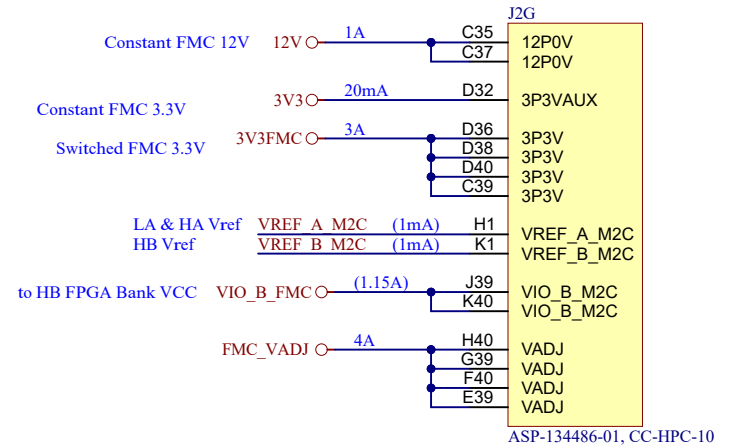 J2G
Constant FMC 12V 12V 1A C35 12P0V
C37 12P0V
3V3 20mA D32 3P3VAUX
Constant FMC 3.3V
3V3FMC 3A D36 3P3V
Switched FMC 3.3V D38 3P3V
D40 3P3V
C39 3P3V
LA & HA Vref VREF_A_M2C (1mA) H1 VREF_A_M2C
HB Vref VREF_B_M2C (1mA) K1 VREF_B_M2C
to HB FPGA Bank VCC VIO_B_FMC (1.15A) J39 VIO_B_M2C
K40 VIO_B_M2C
FMC_VADJ 4A H40 VADJ
G39 VADJ
F40 VADJ
E39 VADJ
ASP-134486-01, CC-HPC-10